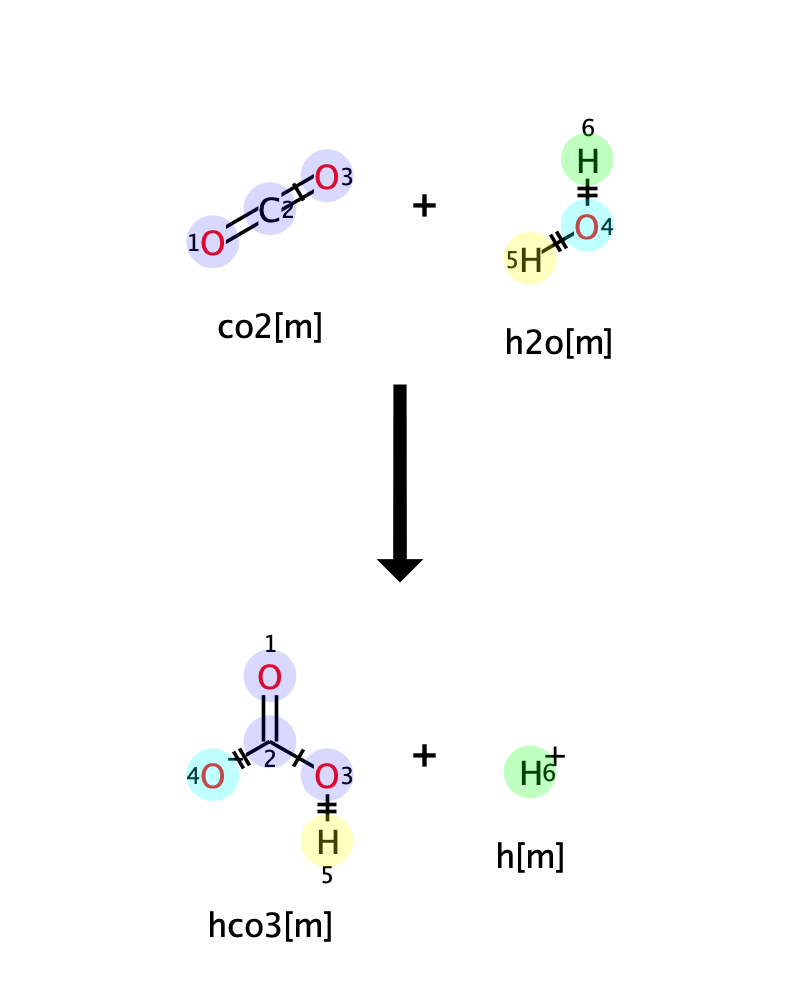 6
H
O3
C2
+
O4
1O
5H
co2[m]
h2o[m]
1
O
2
+
4O-
O3
H6+
H
5
h[m]
hco3[m]